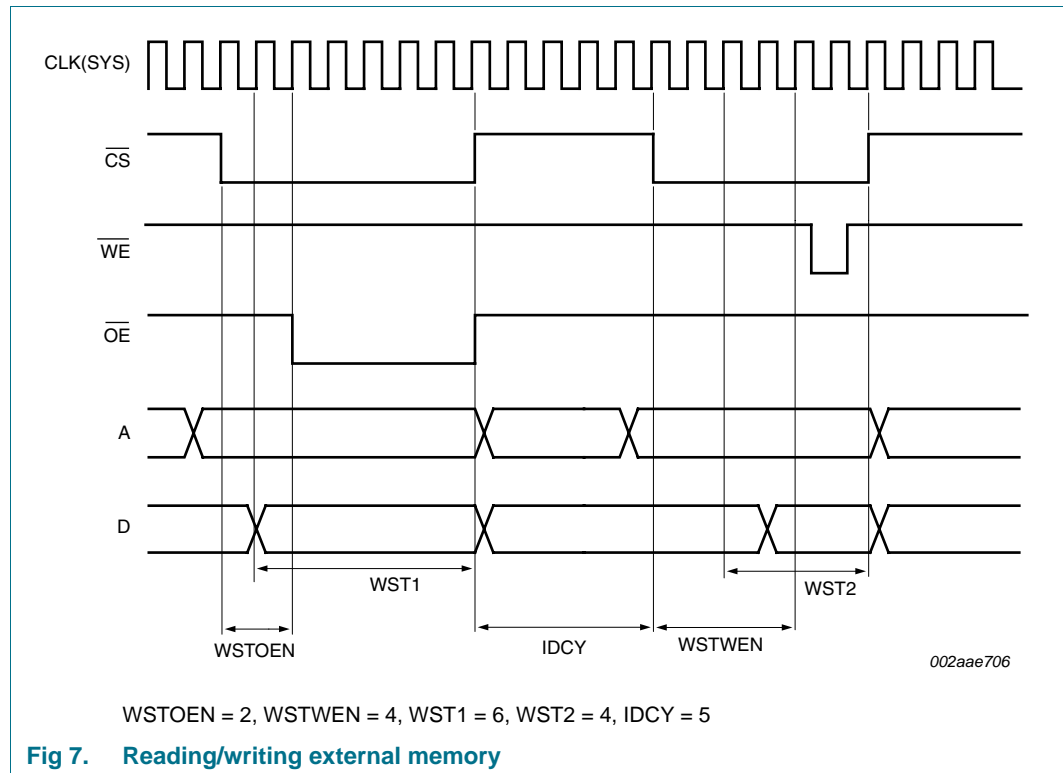 CLK(SYS)
CS
WE
OE
A
D
WST1
WST2
WSTOEN
IDCY
WSTWEN
002aae706
WSTOEN = 2, WSTWEN = 4, WST1 = 6, WST2 = 4, IDCY = 5
Fig 7. Reading/writing external memory